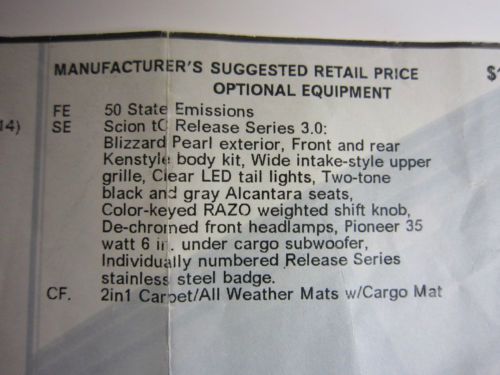 MANUFACTURER'S SUGGESTED RETAIL PRICE $1
OPTIONAL EQUIPMENT
FE 50 State Emissions
14) SE Scion tC Release Series 3.0:
Blizzard Pearl exterior, Front and rear
Kenstyle body kit, Wide intake-style upper
grille, Clear LED tail lights, Two-tone
black and gray Alcantara seats,
Color-keyed RAZO weighted shift knob,
De-chromed front headlamps, Pioneer 35
watt 6 in. under cargo subwoofer,
Individually numbered Release Series
stainless steel badge.
CF. 2in1 Carpet/All Weather Mats w/Cargo Mat